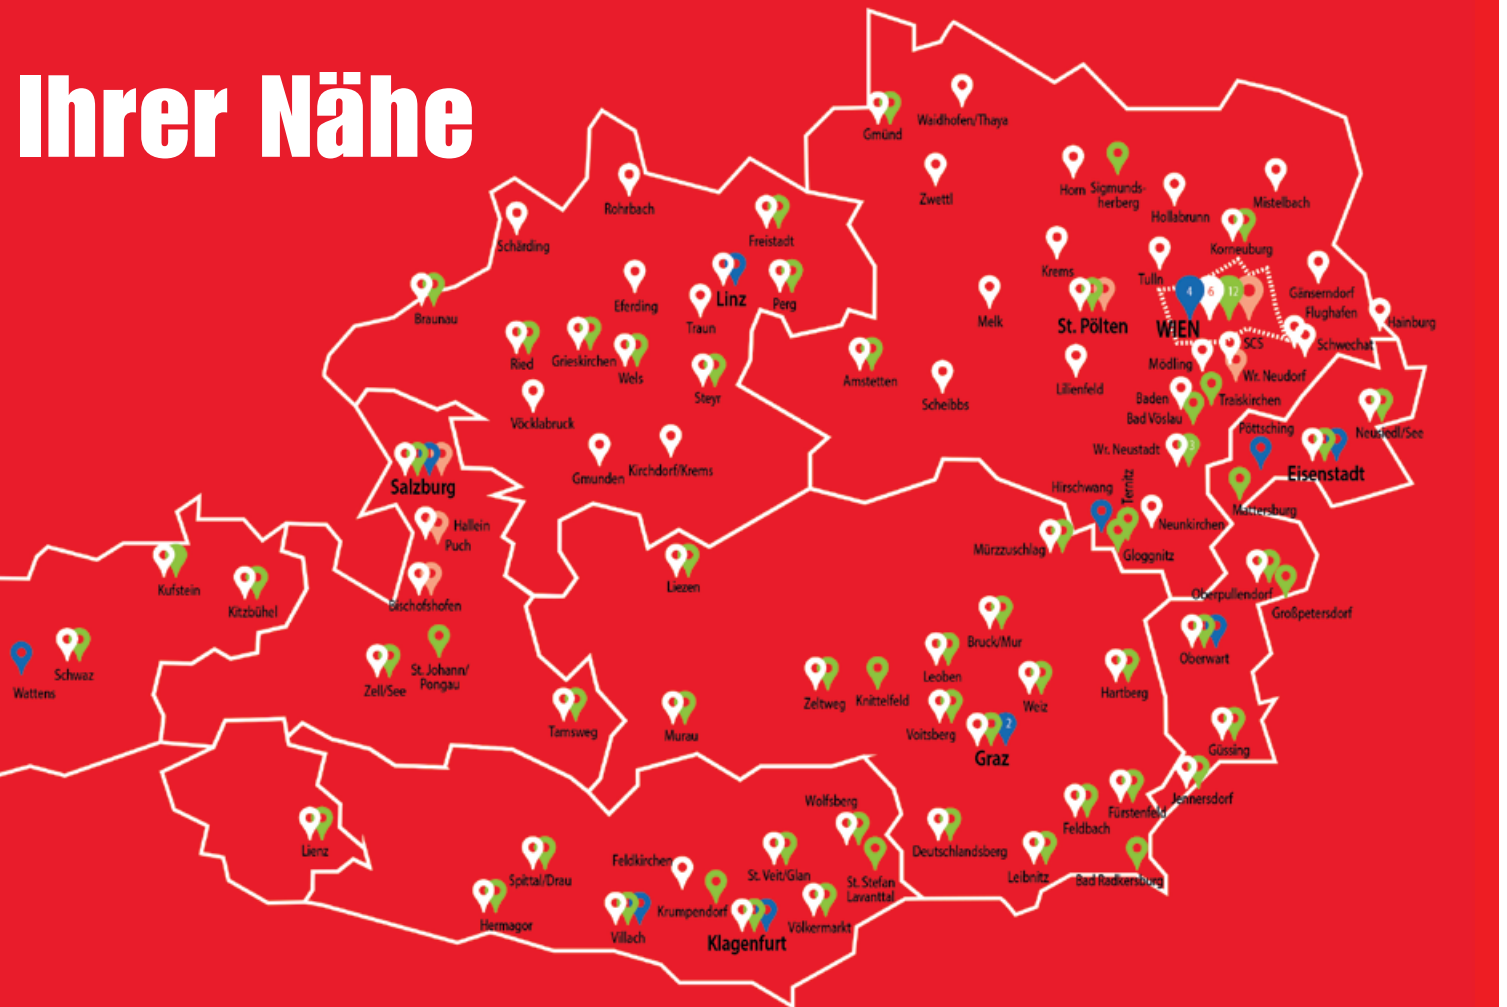 Ihrer Nähe
Gmünd
Waidhofen/Thaya
Zwettl
Horn
Sigmunds-
herberg
Hollabrunn
Mistelbach
Rohrbach
Schärding
Freistadt
Korneuburg
Krems
Tulln
Gänserndorf
Flughafen
Hainburg
Braunau
Eferding
Linz
Traun
Perg
Melk
St. Pölten
4
6
12
WIEN
SCS
Schwechat
Ried
Grieskirchen
Wels
Steyr
Amstetten
Scheibbs
Lilienfeld
Mödling
Wr. Neudorf
Baden
Traiskirchen
Bad Vöslau
Vöcklabruck
Gmunden
Kirchdorf/Krems
Wr. Neustadt
3
Pöttsching
Neusiedl/See
Eisenstadt
Salzburg
Hirschwang
Ternitz
Mattersburg
Neunkirchen
Hallein
Puch
Mürzzuschlag
Gloggnitz
Kufstein
Kitzbühel
Bischofshofen
Liezen
Oberpullendorf
Großpetersdorf
Bruck/Mur
Oberwart
Wattens
Schwaz
Zell/See
St. Johann/
Pongau
Leoben
Hartberg
Zeltweg
Knittelfeld
Weiz
Tamsweg
Murau
Voitsberg
2
Graz
Güssing
Jennersdorf
Fürstenfeld
Feldbach
Wolfsberg
Lienz
Deutschlandsberg
Leibnitz
Bad Radkersburg
Spittal/Drau
Feldkirchen
St. Veit/Glan
St. Stefan
Lavanttal
Hermagor
Villach
Krumpendorf
Klagenfurt
Völkermarkt